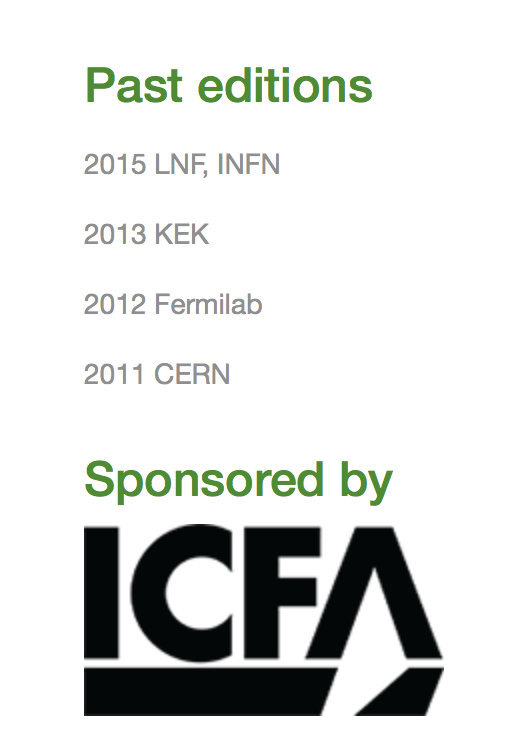 Past editions
2015 LNF, INFN
2013 KEK
2012 Fermilab
2011 CERN
Sponsored by
ICFA